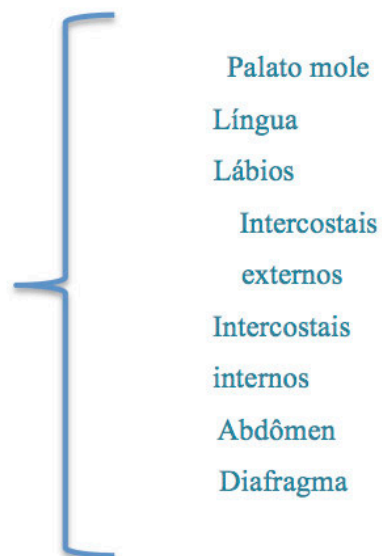 Palato mole
Língua
Lábios
Intercostais
externos
Intercostais
internos
Abdômen
Diafragma